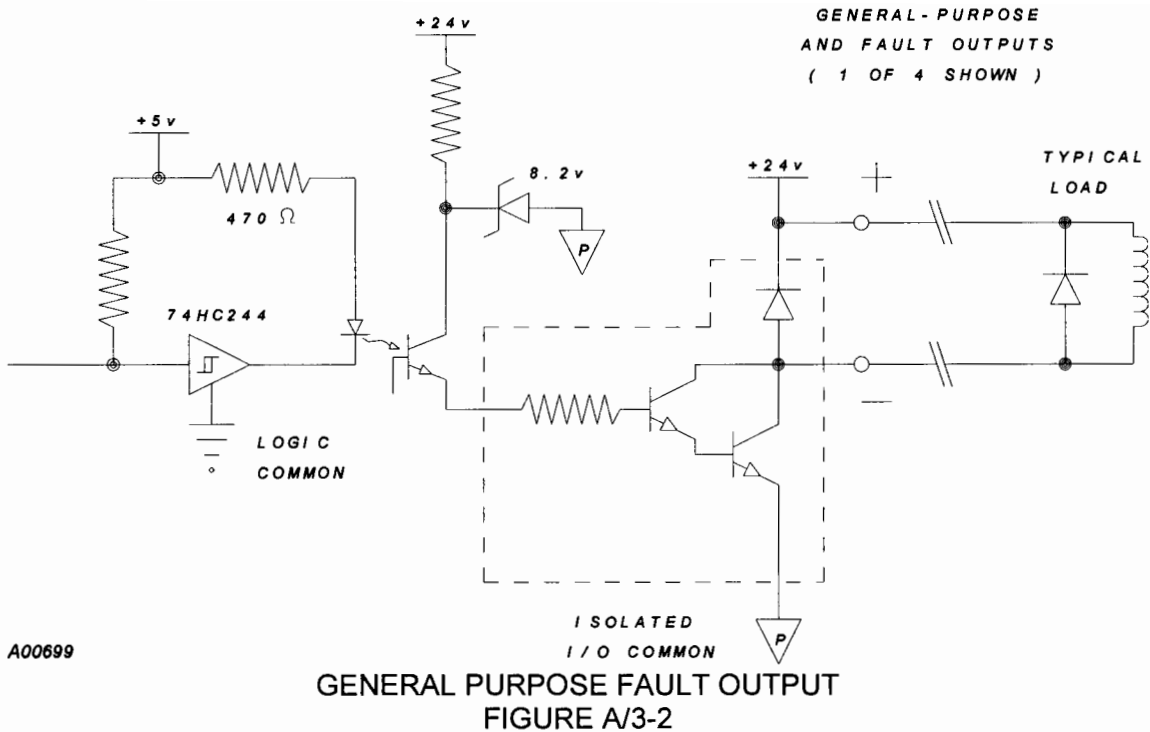 GENERAL-PURPOSE
AND FAULT OUTPUTS
( 1 OF 4 SHOWN )
+24v
+5v
470 Ω
8.2v
P
+24v
+
TYPICAL
LOAD
74HC244
LOGIC
COMMON
—
ISOLATED
I/O COMMON
P
A00699
GENERAL PURPOSE FAULT OUTPUT
FIGURE A/3-2